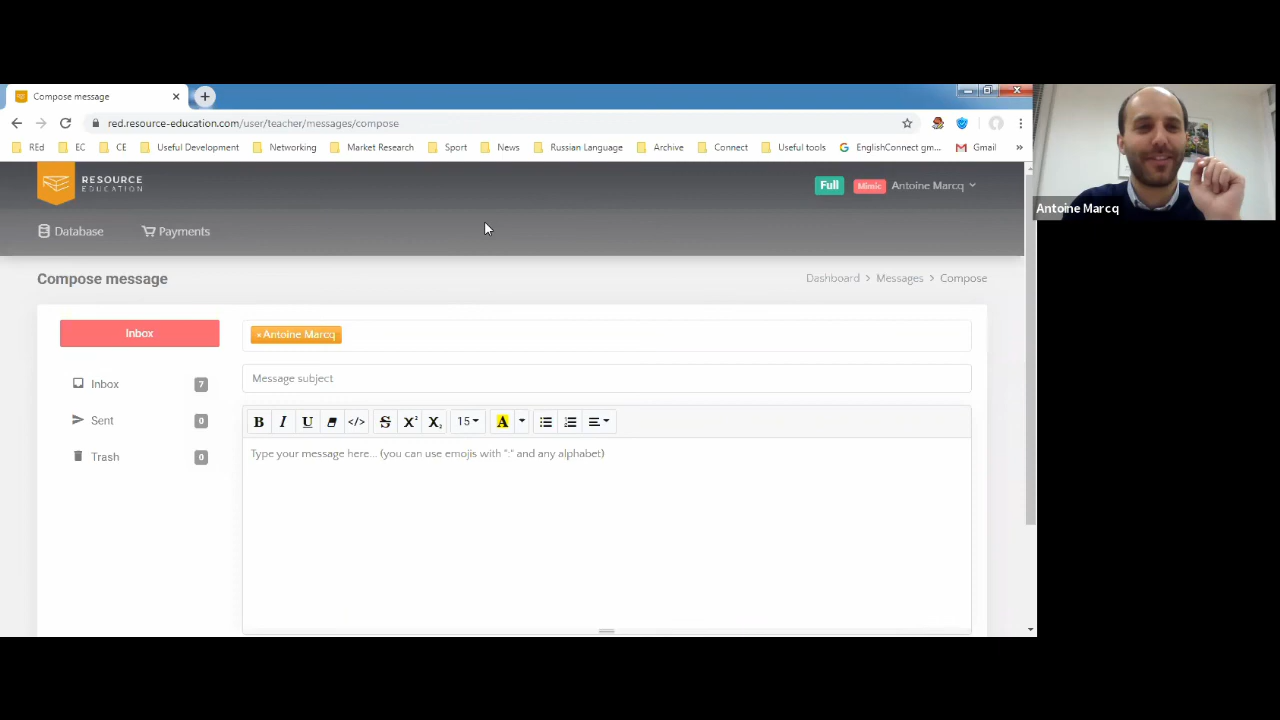 Compose message
red.resource-education.com/user/teacher/messages/compose
REd EC CE Useful Development Networking Market Research Sport News Russian Language Archive Connect Useful tools EnglishConnect gm... Gmail »
RESOURCE
EDUCATION
Full Mimic Antoine Marcq
Antoine Marcq
Database Payments
Compose message
Dashboard > Messages > Compose
Inbox
×Antoine Marcq
Inbox 7
Message subject
Sent 0
B I U </> S X² X₂ 15 A
Trash 0
Type your message here... (you can use emojis with ":" and any alphabet)